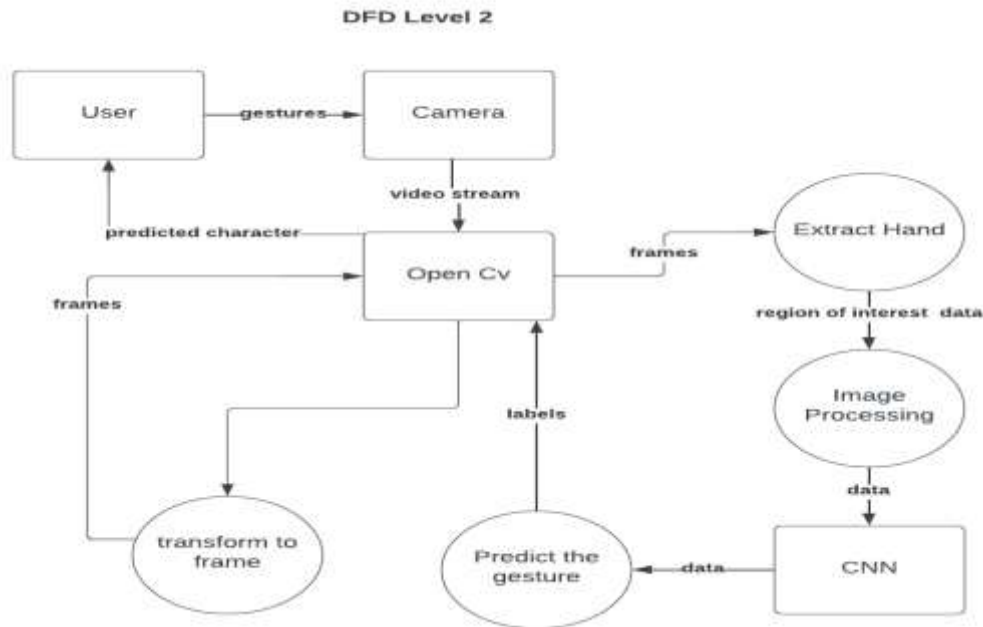 DFD Level 2
User
gestures
Camera
video stream
predicted character
Open Cv
frames
Extract Hand
frames
region of interest data
Image
Processing
labels
data
transform to
frame
Predict the
gesture
data
CNN